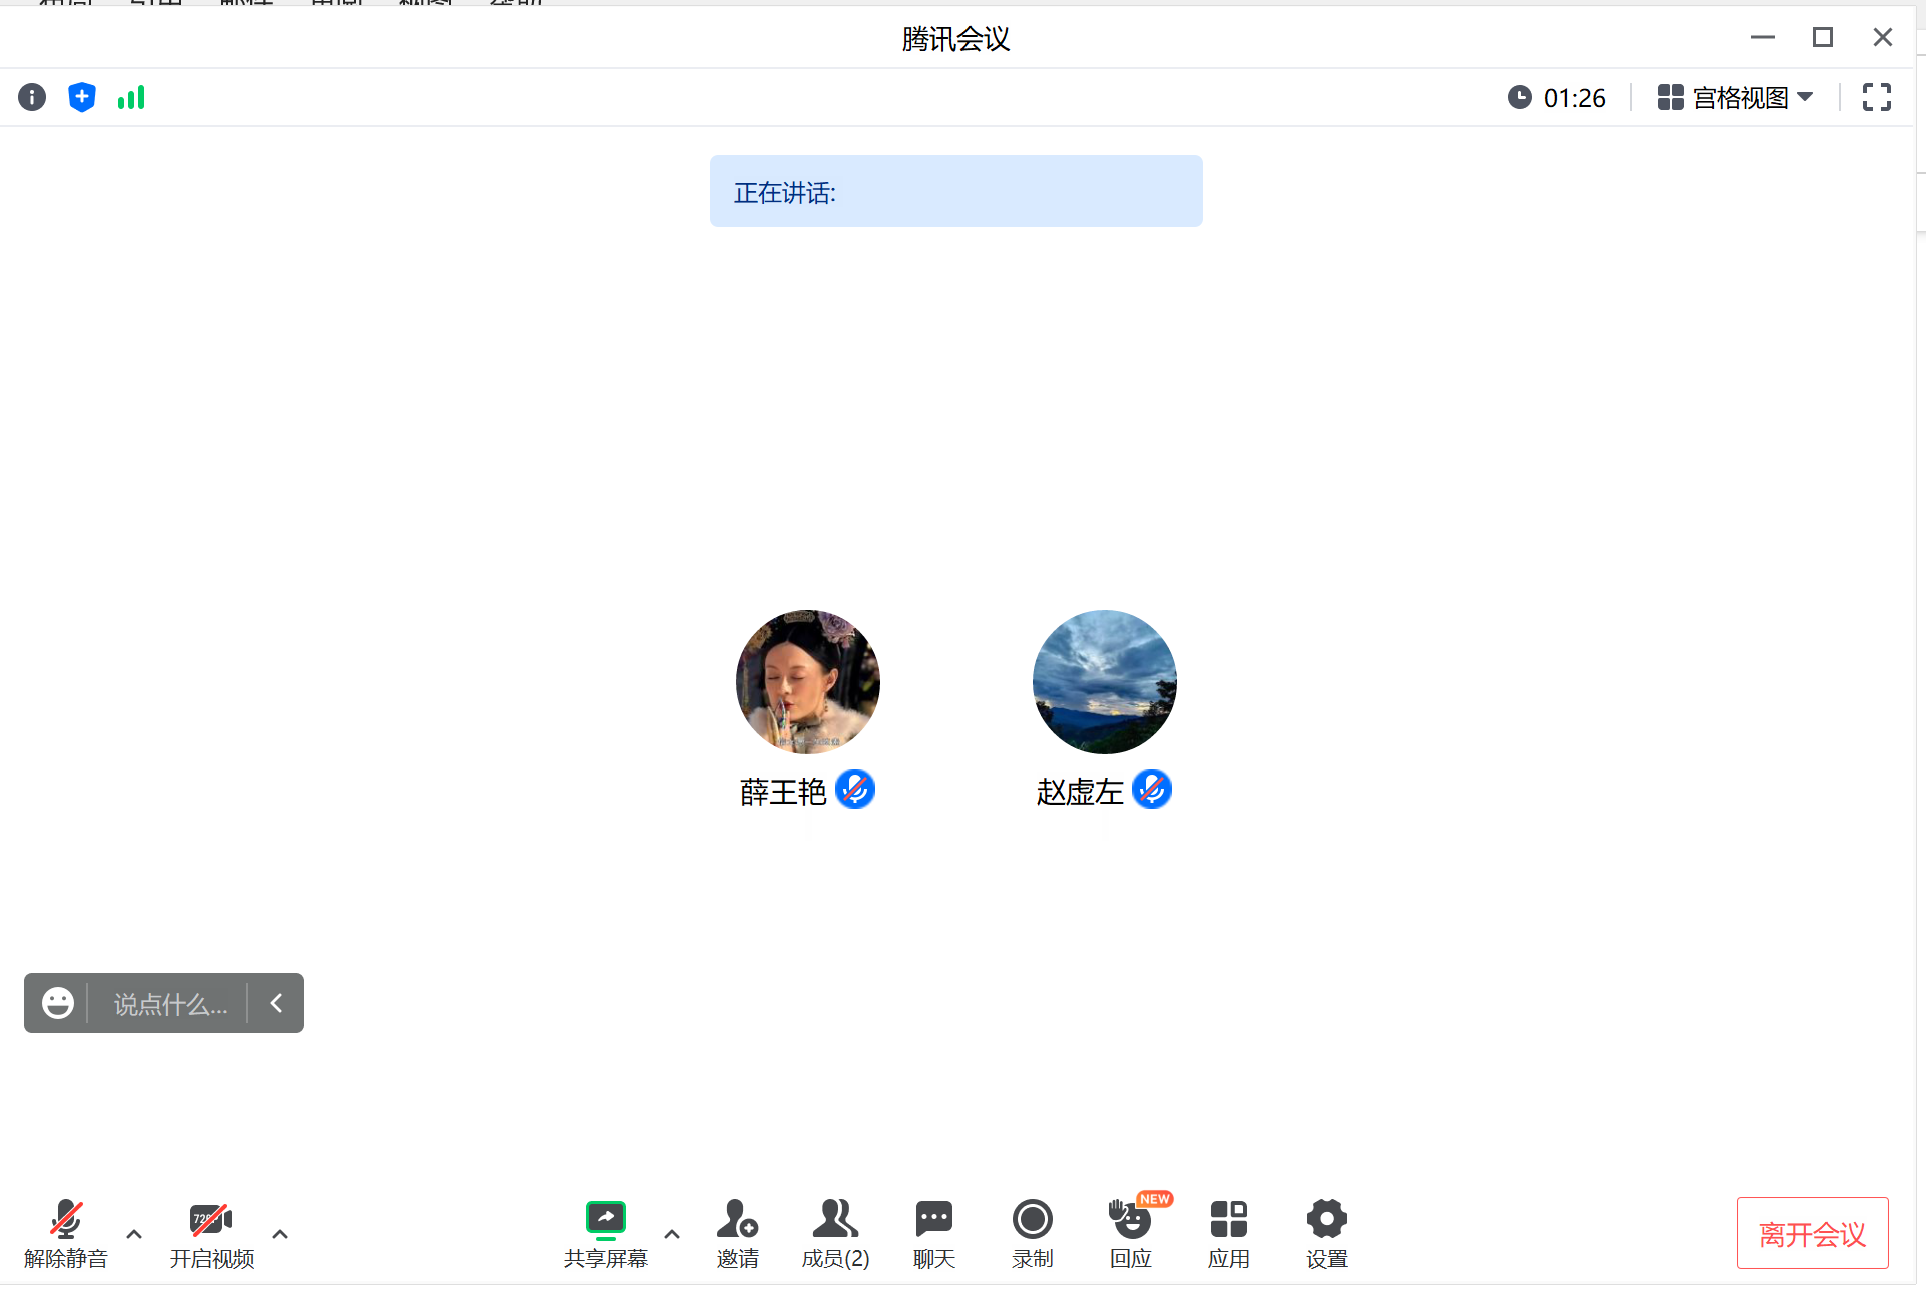 腾讯会议
01:26
宫格视图
正在讲话:
薛王艳
赵虚左
说点什么...
NEW
解除静音
开启视频
共享屏幕
邀请
成员(2)
聊天
录制
回应
应用
设置
离开会议